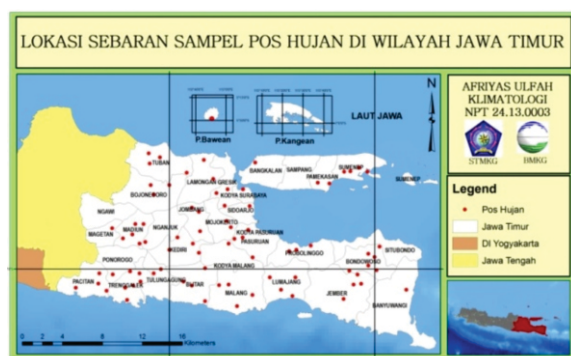 LOKASI SEBARAN SAMPEL POS HUJAN DI WILAYAH JAWA TIMUR
N
LAUT JAWA
P.Bawean
P.Kangean
TUBAN
LAMONGAN GRESIK
BANGKALAN
SAMPANG
PAMEKASAN
SUMENEP
SUMENEP
BOJONEGORO
KODYA SURABAYA
SIDOARJO
NGAWI
JOMBANG
MOJOKERTO
MAGETAN
MADIUN
NGANJUK
KODYA PASURUAN
PASURUAN
KEDIRI
PROBOLINGGO
SITUBONDO
PONOROGO
KODYA MALANG
BONDOWOSO
PACITAN
TRENGGALEK
TULUNGAGUNG
BLITAR
MALANG
LUMAJANG
JEMBER
BANYUWANGI
0 2 4 8 12 16
Kilometers
AFRIYAS ULFAH
KLIMATOLOGI
NPT 24.13.0003
STMKG
BMKG
Legend
Pos Hujan
Jawa Timur
DI Yogyakarta
Jawa Tengah